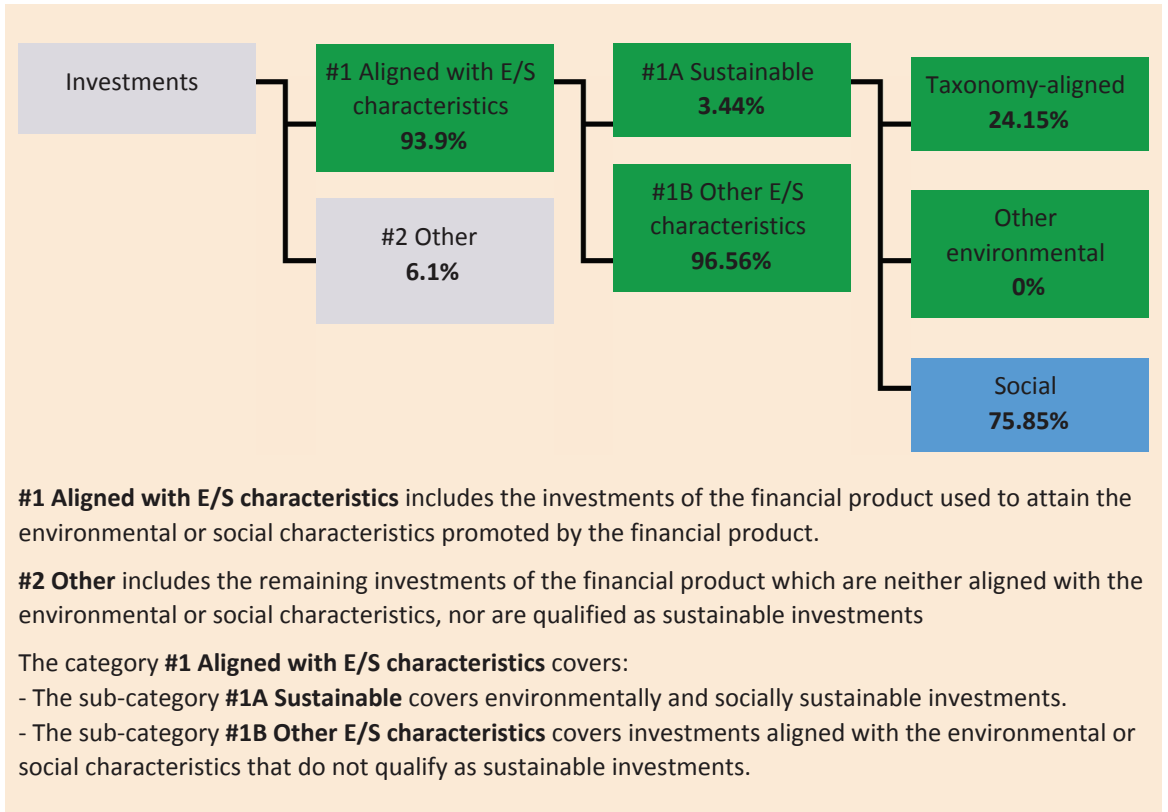 Investments
#1 Aligned with E/S
characteristics
93.9%
#2 Other
6.1%
#1A Sustainable
3.44%
#1B Other E/S
characteristics
96.56%
Taxonomy-aligned
24.15%
Other
environmental
0%
Social
75.85%
#1 Aligned with E/S characteristics includes the investments of the financial product used to attain the
environmental or social characteristics promoted by the financial product.
#2 Other includes the remaining investments of the financial product which are neither aligned with the
environmental or social characteristics, nor are qualified as sustainable investments
The category #1 Aligned with E/S characteristics covers:
- The sub-category #1A Sustainable covers environmentally and socially sustainable investments.
- The sub-category #1B Other E/S characteristics covers investments aligned with the environmental or
social characteristics that do not qualify as sustainable investments.